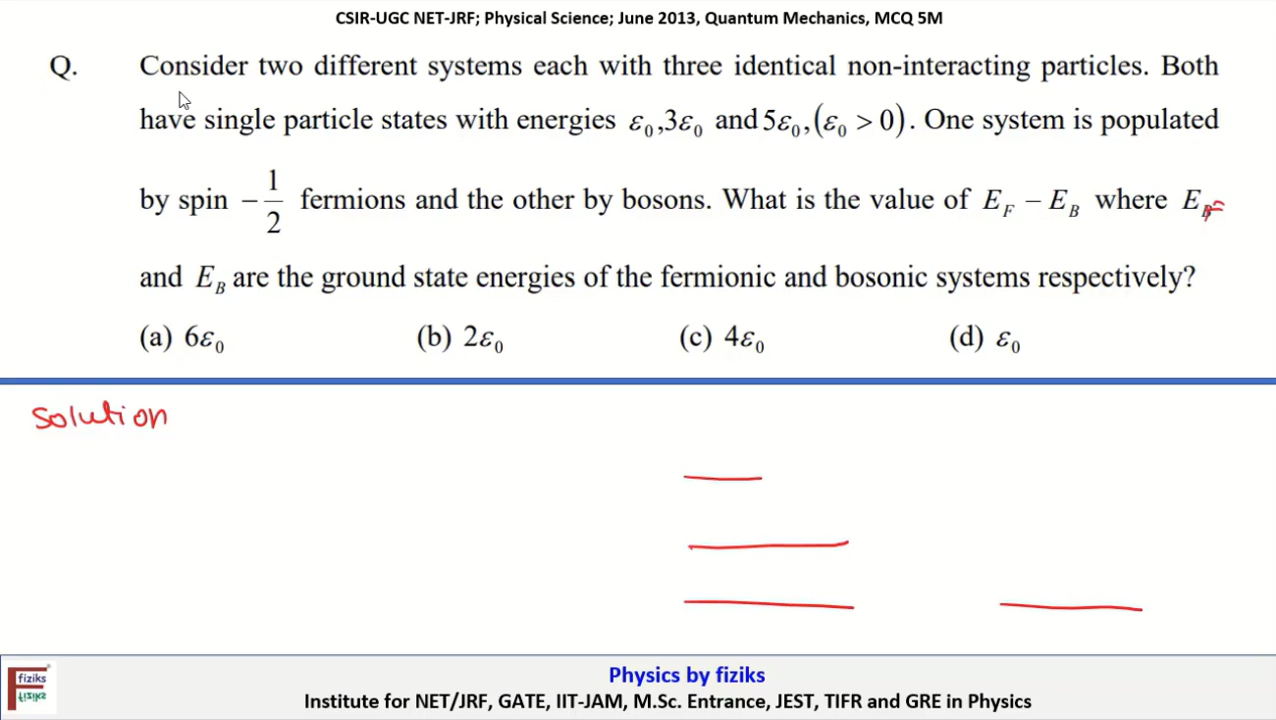 CSIR-UGC NET-JRF; Physical Science; June 2013, Quantum Mechanics, MCQ 5M
Q. Consider two different systems each with three identical non-interacting particles. Both
have single particle states with energies ε₀,3ε₀ and 5ε₀,(ε₀ > 0). One system is populated
by spin −1/2 fermions and the other by bosons. What is the value of E_F − E_B where E_F
and E_B are the ground state energies of the fermionic and bosonic systems respectively?
(a) 6ε₀ (b) 2ε₀ (c) 4ε₀ (d) ε₀
Solution
fiziks
Physics by fiziks
Institute for NET/JRF, GATE, IIT-JAM, M.Sc. Entrance, JEST, TIFR and GRE in Physics